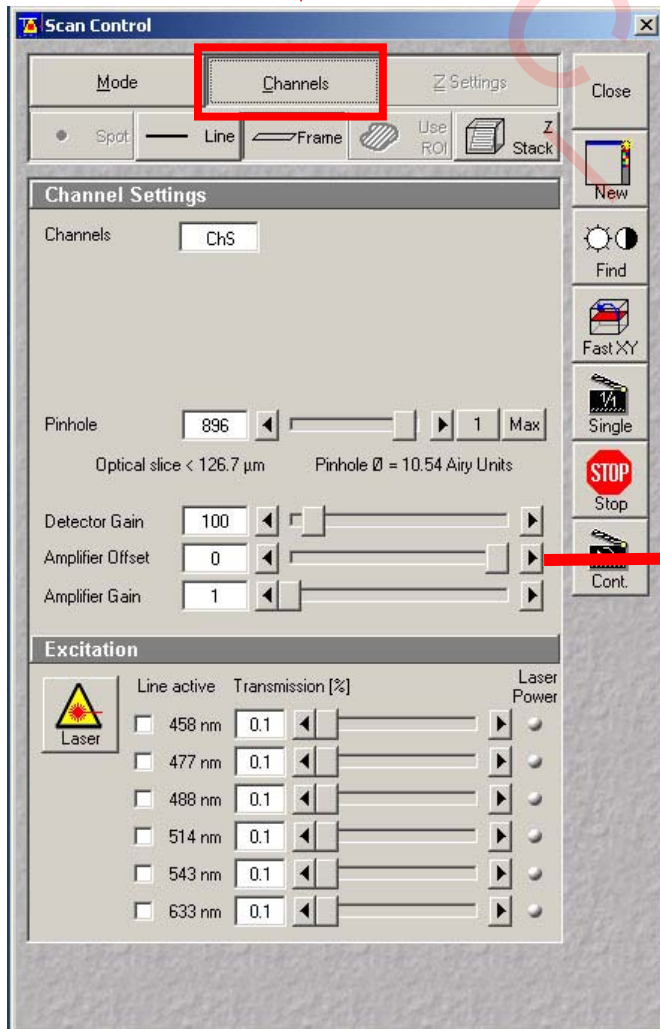 Scan Control
Mode
Channels
Z Settings
Close
Spot
Line
Frame
Use ROI
Z Stack
New
Channel Settings
Channels ChS
Find
Fast XY
Pinhole 896 1 Max
1/1
Single
Optical slice < 126.7 µm Pinhole Ø = 10.54 Airy Units
STOP
Stop
Detector Gain 100
Amplifier Offset 0
Cont.
Amplifier Gain 1
Excitation
Line active Transmission [%] Laser Power
Laser
458 nm 0.1
477 nm 0.1
488 nm 0.1
514 nm 0.1
543 nm 0.1
633 nm 0.1